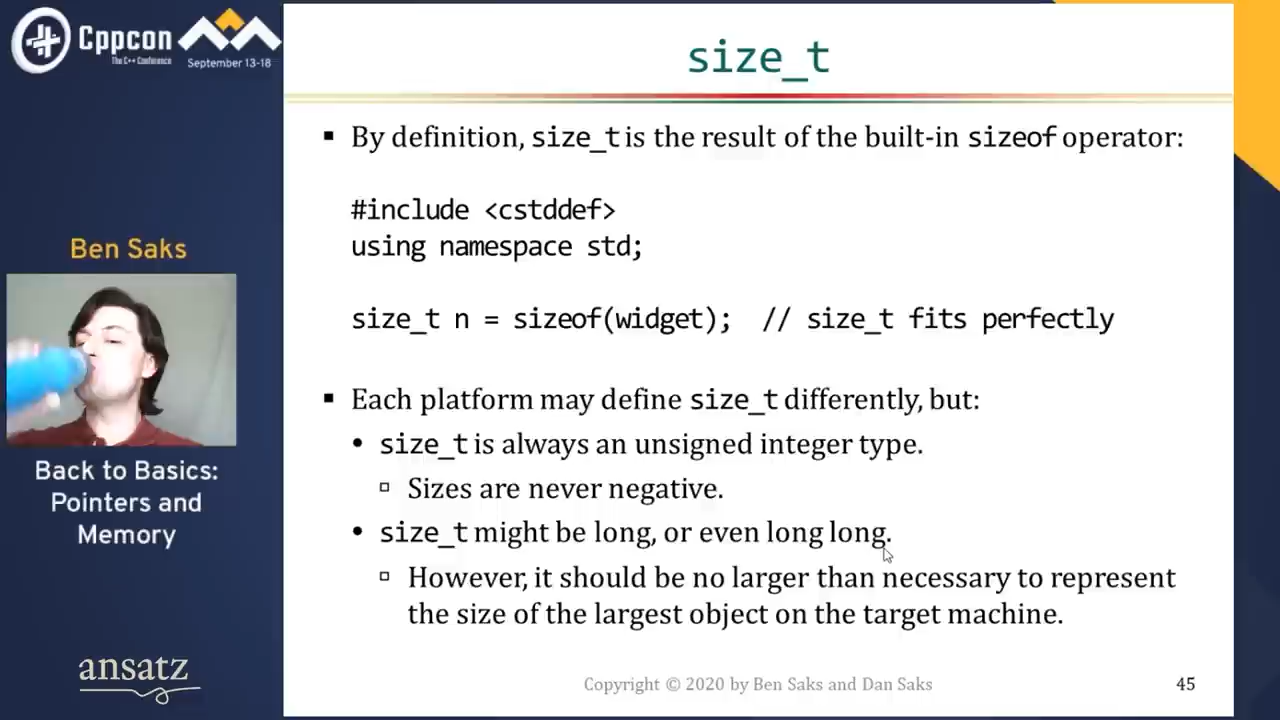 Cppcon
The C++ Conference
September 13-18
Ben Saks
Back to Basics:
Pointers and
Memory
ansatz
size_t
▪ By definition, size_t is the result of the built-in sizeof operator:
#include <cstddef>
using namespace std;
size_t n = sizeof(widget); // size_t fits perfectly
▪ Each platform may define size_t differently, but:
• size_t is always an unsigned integer type.
▫ Sizes are never negative.
• size_t might be long, or even long long.
▫ However, it should be no larger than necessary to represent
the size of the largest object on the target machine.
Copyright © 2020 by Ben Saks and Dan Saks
45